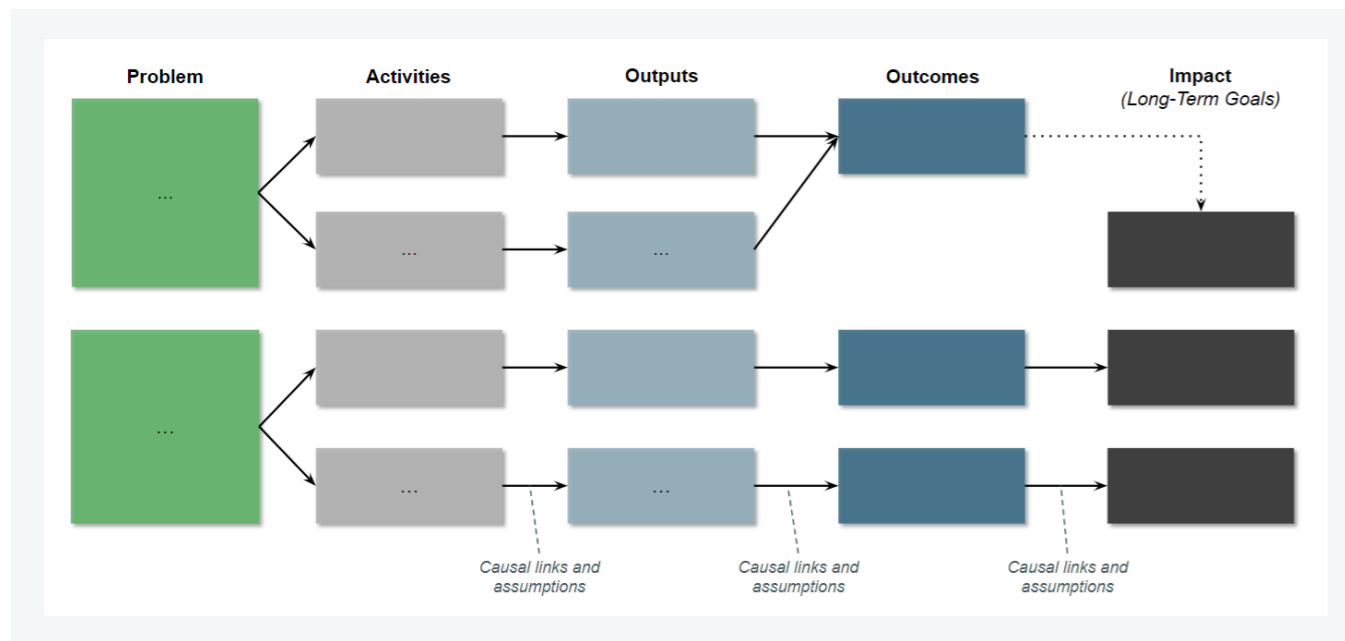 Problem
Activities
Outputs
Outcomes
Impact
(Long-Term Goals)
...
...
...
...
...
...
Causal links and
assumptions
Causal links and
assumptions
Causal links and
assumptions